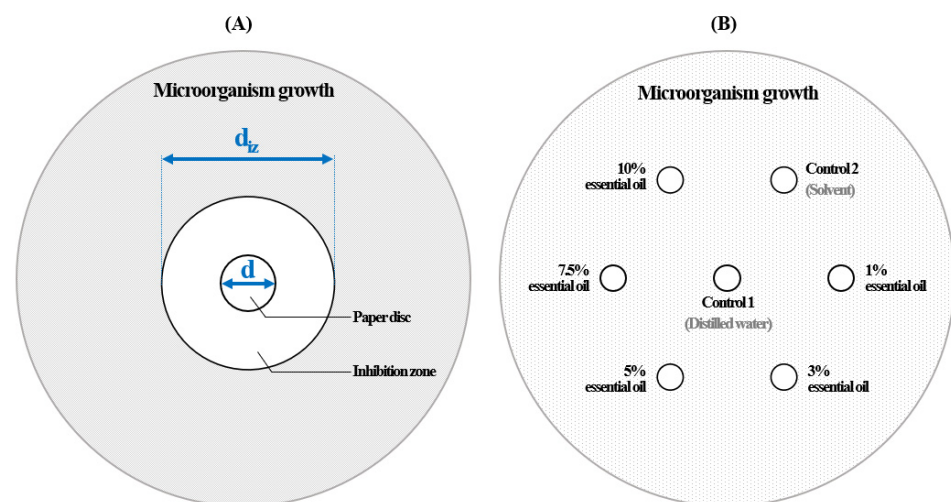 (A)
Microorganism growth
d_iz
d
Paper disc
Inhibition zone
(B)
Microorganism growth
10%
essential oil
Control 2
(Solvent)
7.5%
essential oil
Control 1
(Distilled water)
1%
essential oil
5%
essential oil
3%
essential oil